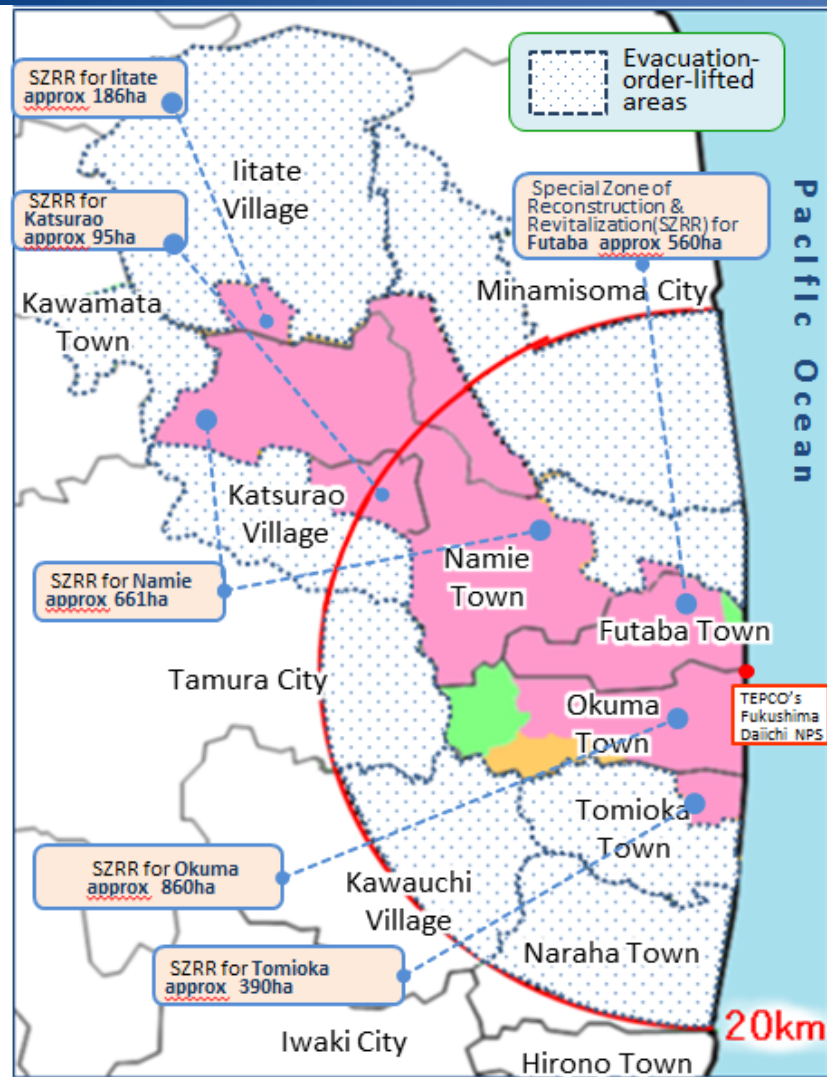 SZRR for Iitate
approx 186ha
Evacuation-
order-lifted
areas
Iitate
Village
SZRR for
Katsurao
approx 95ha
Special Zone of
Reconstruction &
Revitalization(SZRR) for
Futaba approx 560ha
Pacific Ocean
Kawamata
Town
Minamisoma City
Katsurao
Village
Namie
Town
SZRR for Namie
approx 661ha
Futaba Town
Tamura City
Okuma
Town
TEPCO's
Fukushima
Daiichi NPS
Tomioka
Town
SZRR for Okuma
approx 860ha
Kawauchi
Village
Naraha Town
SZRR for Tomioka
approx 390ha
20km
Iwaki City
Hirono Town